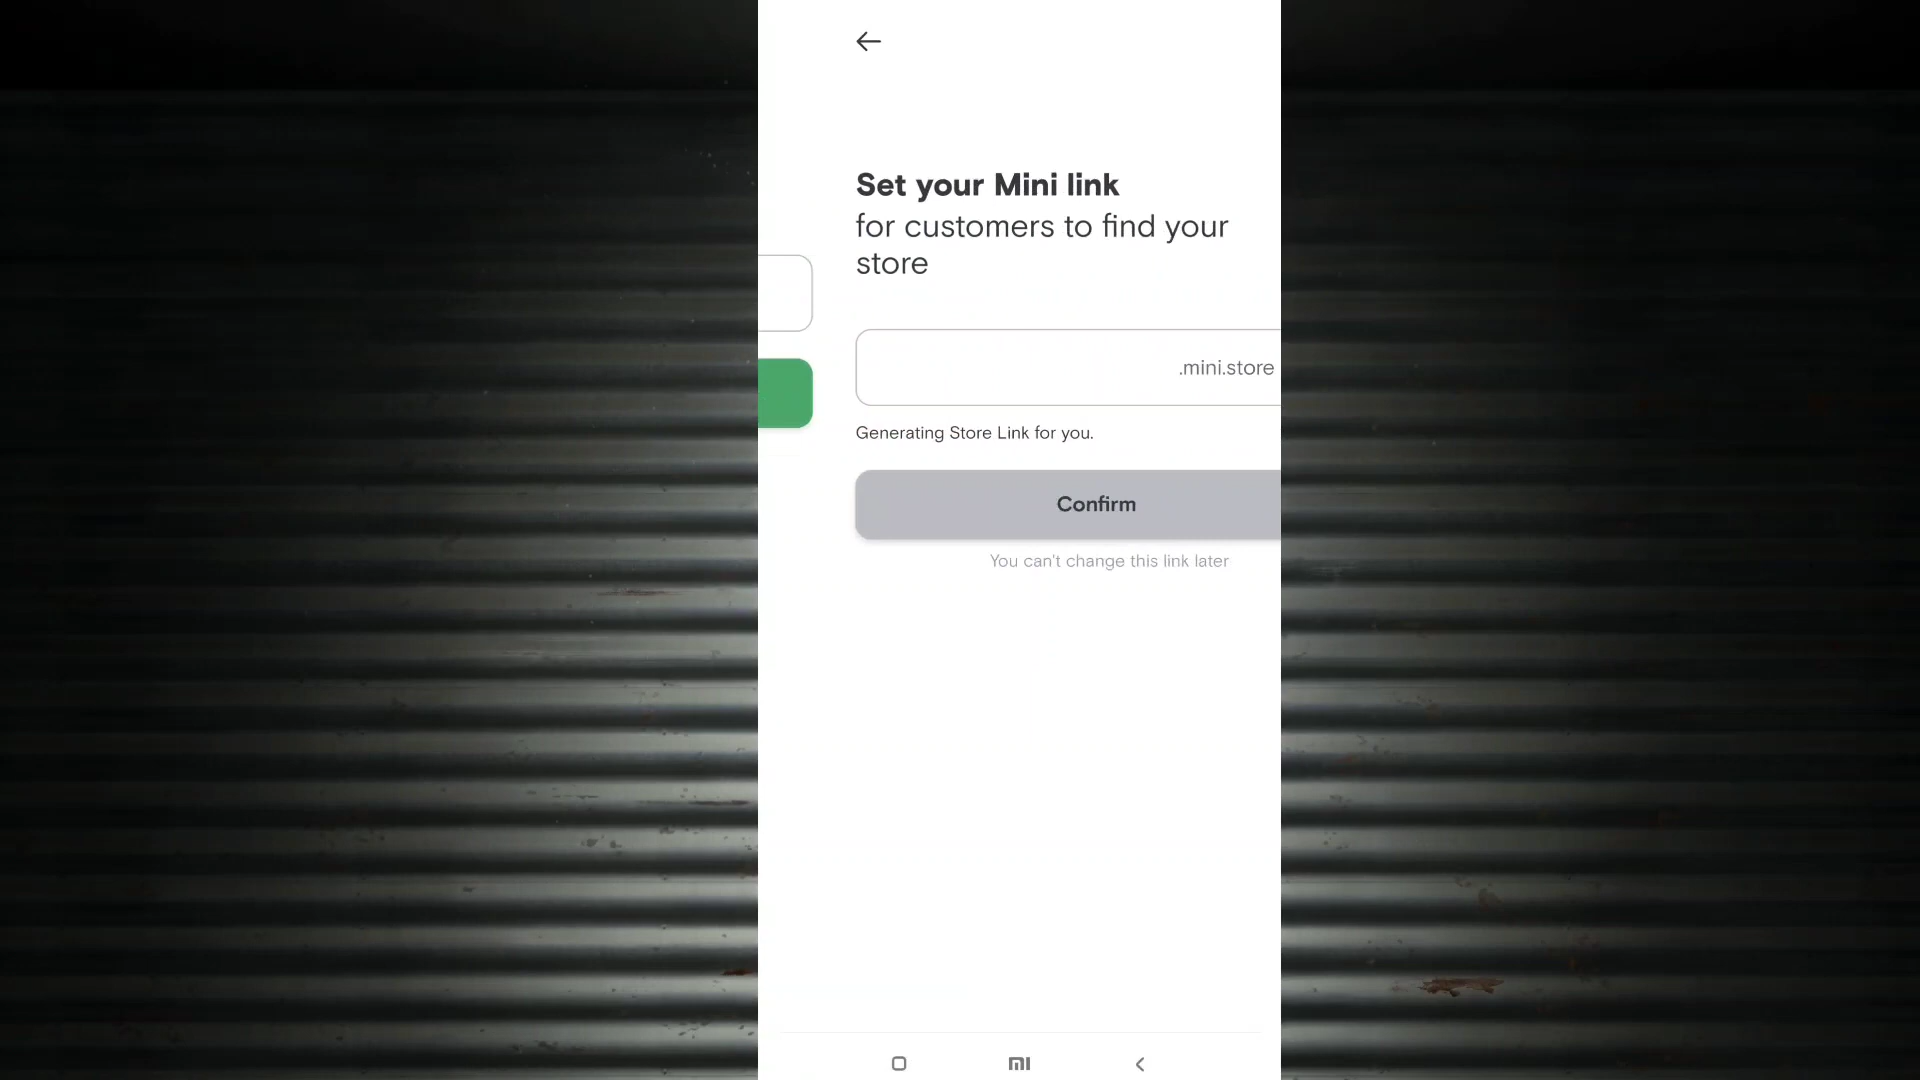 Set your Mini link
for customers to find your
store
.mini.store
Generating Store Link for you.
Confirm
You can't change this link later